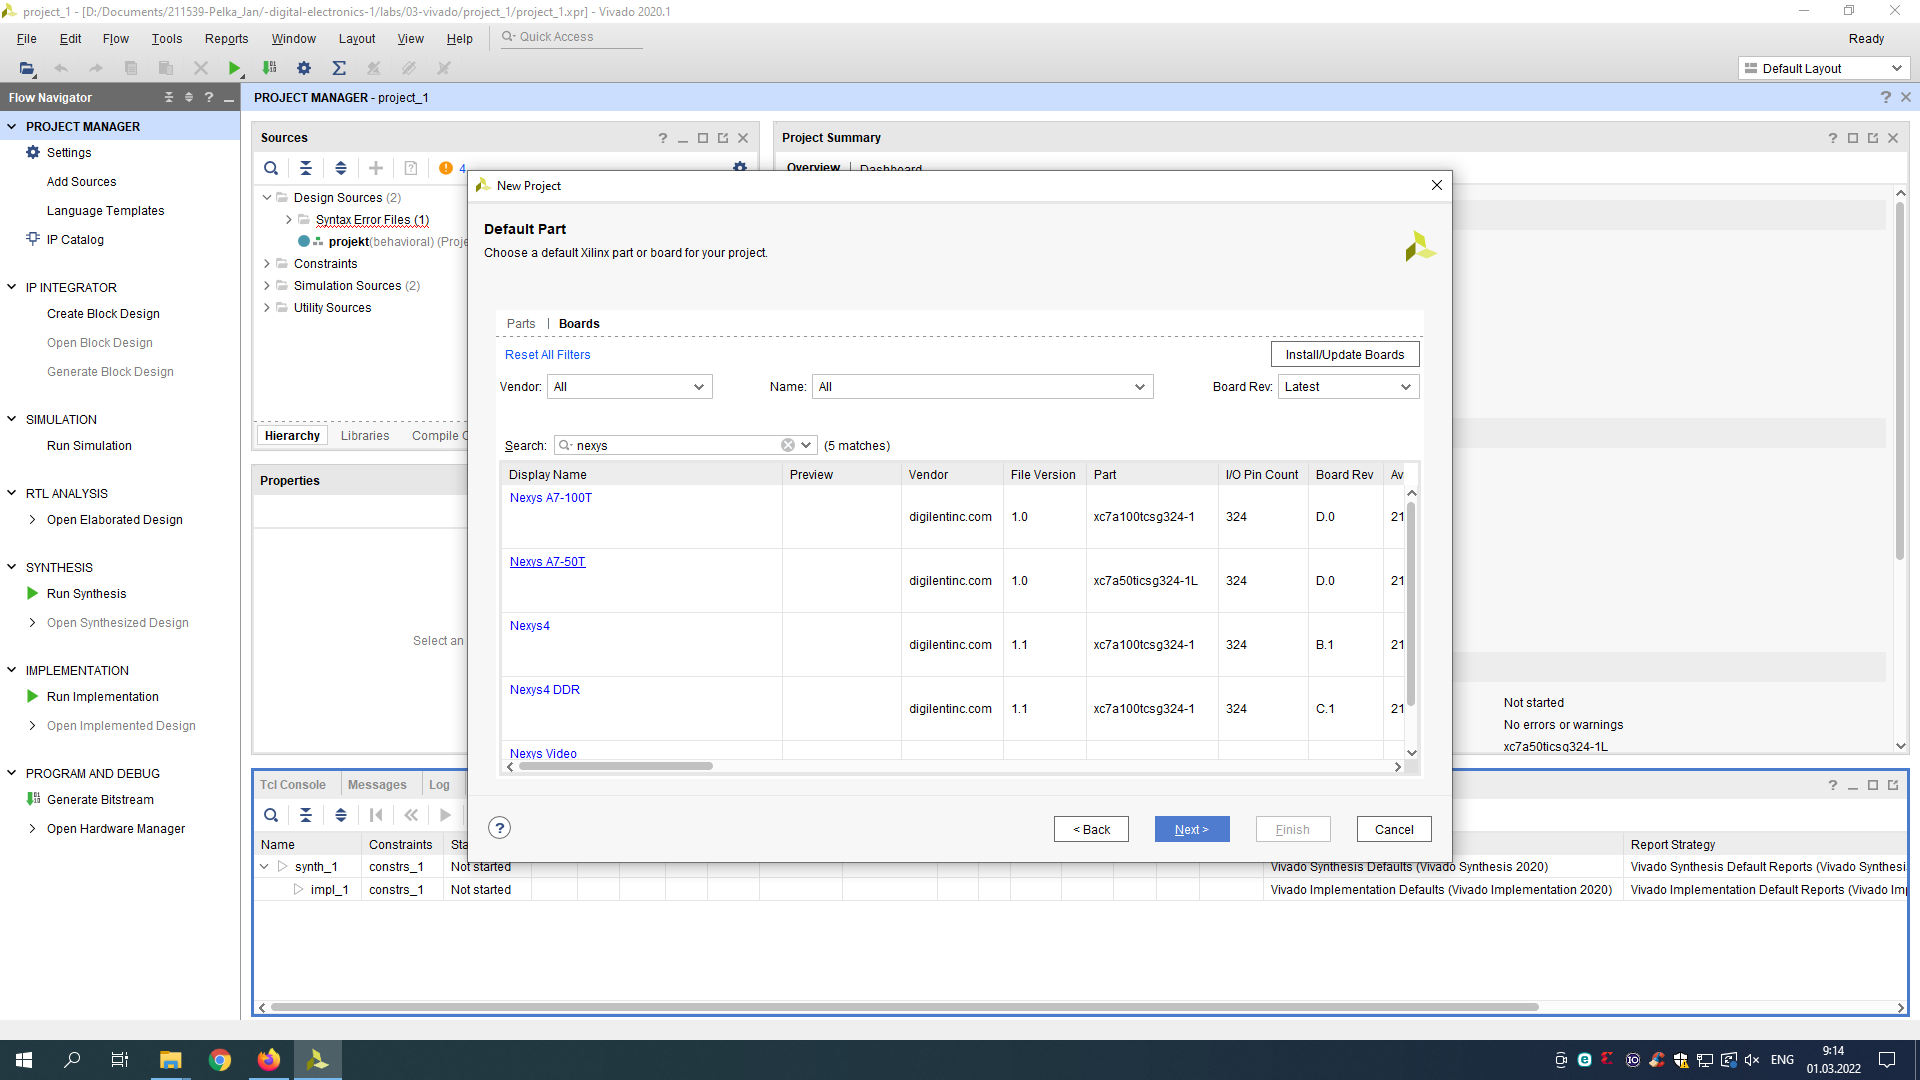 project_1 - [D:/Documents/211539-Pelka_Jan/-digital-electronics-1/labs/03-vivado/project_1/project_1.xpr] - Vivado 2020.1
File Edit Flow Tools Reports Window Layout View Help Quick Access Ready
Default Layout
Flow Navigator
PROJECT MANAGER
Settings
Add Sources
Language Templates
IP Catalog
IP INTEGRATOR
Create Block Design
Open Block Design
Generate Block Design
SIMULATION
Run Simulation
RTL ANALYSIS
Open Elaborated Design
SYNTHESIS
Run Synthesis
Open Synthesized Design
IMPLEMENTATION
Run Implementation
Open Implemented Design
PROGRAM AND DEBUG
Generate Bitstream
Open Hardware Manager
PROJECT MANAGER - project_1
Sources
4
Design Sources (2)
Syntax Error Files (1)
projekt(behavioral) (Proje
Constraints
Simulation Sources (2)
Utility Sources
Hierarchy Libraries Compile C
Properties
Select an
Project Summary
Overview | Dashboard
Not started
No errors or warnings
xc7a50ticsg324-1L
New Project
Default Part
Choose a default Xilinx part or board for your project.
Parts | Boards
Reset All Filters
Install/Update Boards
Vendor: All Name: All Board Rev: Latest
Search: nexys (5 matches)
Display Name Preview Vendor File Version Part I/O Pin Count Board Rev Av
Nexys A7-100T digilentinc.com 1.0 xc7a100tcsg324-1 324 D.0 21
Nexys A7-50T digilentinc.com 1.0 xc7a50ticsg324-1L 324 D.0 21
Nexys4 digilentinc.com 1.1 xc7a100tcsg324-1 324 B.1 21
Nexys4 DDR digilentinc.com 1.1 xc7a100tcsg324-1 324 C.1 21
Nexys Video
? < Back Next > Finish Cancel
Tcl Console Messages Log
Name Constraints Sta Report Strategy
synth_1 constrs_1 Not started Vivado Synthesis Defaults (Vivado Synthesis 2020) Vivado Synthesis Default Reports (Vivado Synthesi
impl_1 constrs_1 Not started Vivado Implementation Defaults (Vivado Implementation 2020) Vivado Implementation Default Reports (Vivado Im
ENG
9:14
01.03.2022